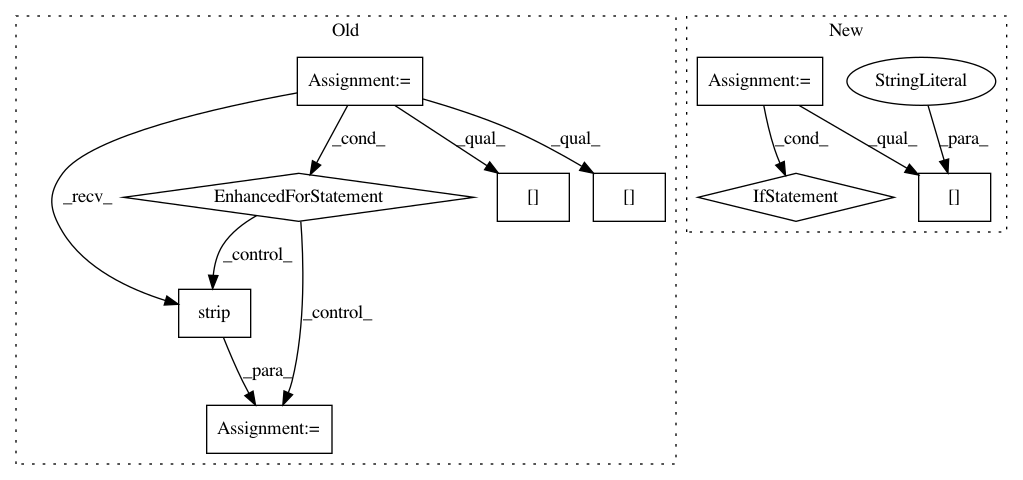 Old
New
Assignment:=
Assignment:=
StringLiteral
_cond_
_qual_
_qual_
_cond_
_qual_
_para_
_recv_
EnhancedForStatement
[]
[]
IfStatement
[]
_control_
_control_
strip
_para_
Assignment:=